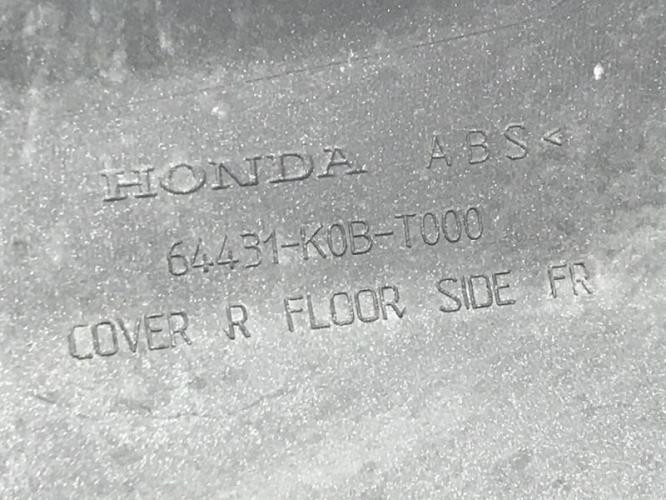 HONDA ABS<
64431-K0B-T000
COVER R FLOOR SIDE FR